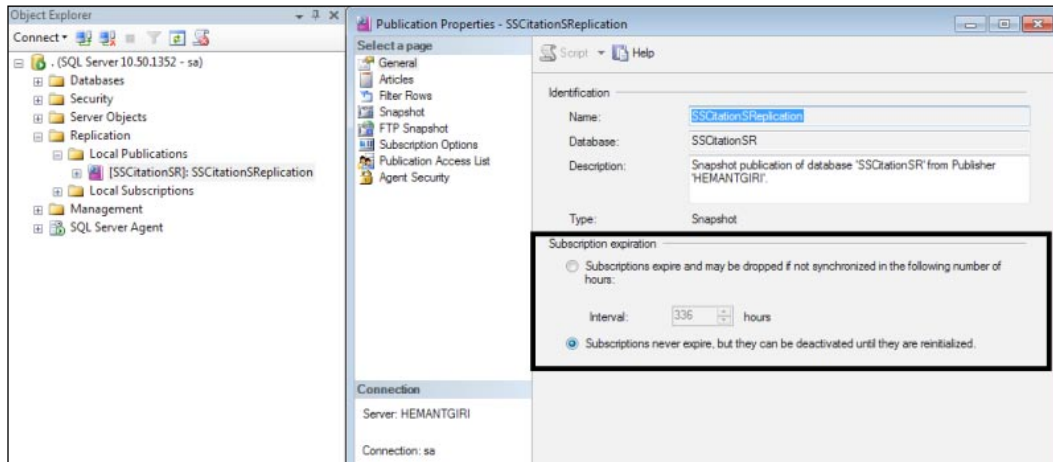 Object Explorer
Connect
. (SQL Server 10.50.1352 - sa)
Databases
Security
Server Objects
Replication
Local Publications
[SSCitationSR]: SSCitationSReplication
Local Subscriptions
Management
SQL Server Agent
Publication Properties - SSCitationSReplication
Select a page
General
Articles
Filter Rows
Snapshot
FTP Snapshot
Subscription Options
Publication Access List
Agent Security
Connection
Server: HEMANTGIRI
Connection: sa
Script Help
Identification
Name: SSCitationSReplication
Database: SSCitationSR
Description: Snapshot publication of database 'SSCitationSR' from Publisher
'HEMANTGIRI'.
Type: Snapshot
Subscription expiration
Subscriptions expire and may be dropped if not synchronized in the following number of
hours:
Interval: 336 hours
Subscriptions never expire, but they can be deactivated until they are reinitialized.